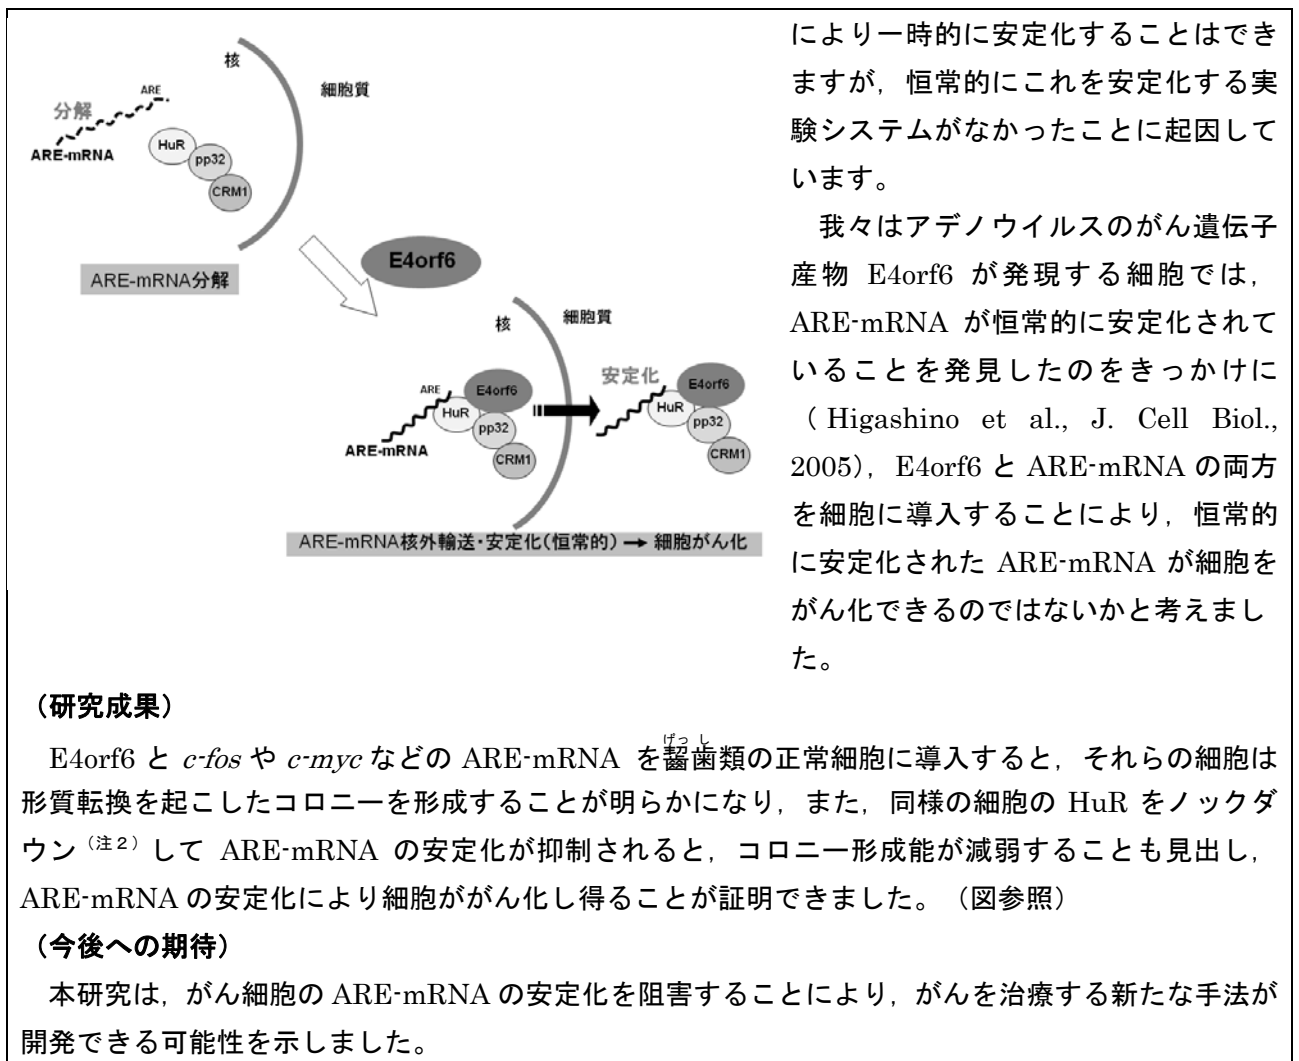 核
細胞質
ARE
分解
ARE-mRNA
HuR
pp32
CRM1
ARE-mRNA分解
E4orf6
核
細胞質
ARE
E4orf6
HuR
pp32
CRM1
ARE-mRNA
安定化
E4orf6
HuR
pp32
CRM1
ARE-mRNA核外輸送・安定化(恒常的) → 細胞がん化
により一時的に安定化することはでき
ますが，恒常的にこれを安定化する実
験システムがなかったことに起因して
います。
我々はアデノウイルスのがん遺伝子
産物 E4orf6 が発現する細胞では，
ARE-mRNA が恒常的に安定化されて
いることを発見したのをきっかけに
（Higashino et al., J. Cell Biol.,
2005），E4orf6 と ARE-mRNA の両方
を細胞に導入することにより，恒常的
に安定化された ARE-mRNA が細胞を
がん化できるのではないかと考えまし
た。
（研究成果）
げっ し
E4orf6 と c-fos や c-myc などの ARE-mRNA を齧歯類の正常細胞に導入すると，それらの細胞は
形質転換を起こしたコロニーを形成することが明らかになり，また，同様の細胞の HuR をノックダ
ウン（注２）して ARE-mRNA の安定化が抑制されると，コロニー形成能が減弱することも見出し，
ARE-mRNA の安定化により細胞ががん化し得ることが証明できました。（図参照）
（今後への期待）
本研究は，がん細胞の ARE-mRNA の安定化を阻害することにより，がんを治療する新たな手法が
開発できる可能性を示しました。